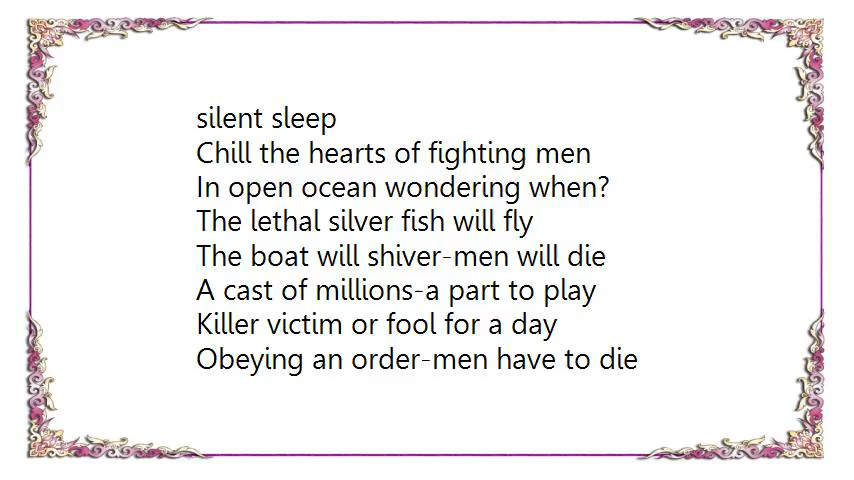 silent sleep
Chill the hearts of fighting men
In open ocean wondering when?
The lethal silver fish will fly
The boat will shiver-men will die
A cast of millions-a part to play
Killer victim or fool for a day
Obeying an order-men have to die